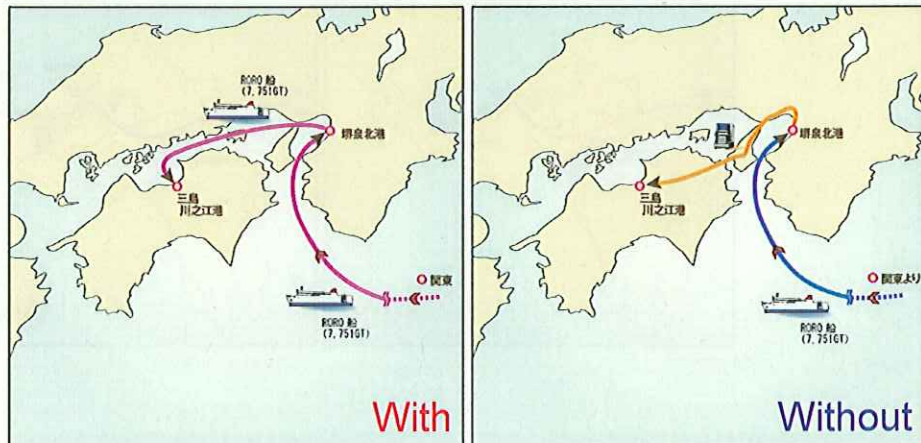 RORO 船
(7,751GT)
堺泉北港
三島
川之江港
関東
RORO 船
(7,751GT)
With
堺泉北港
三島
川之江港
関東より
RORO 船
(7,751GT)
Without